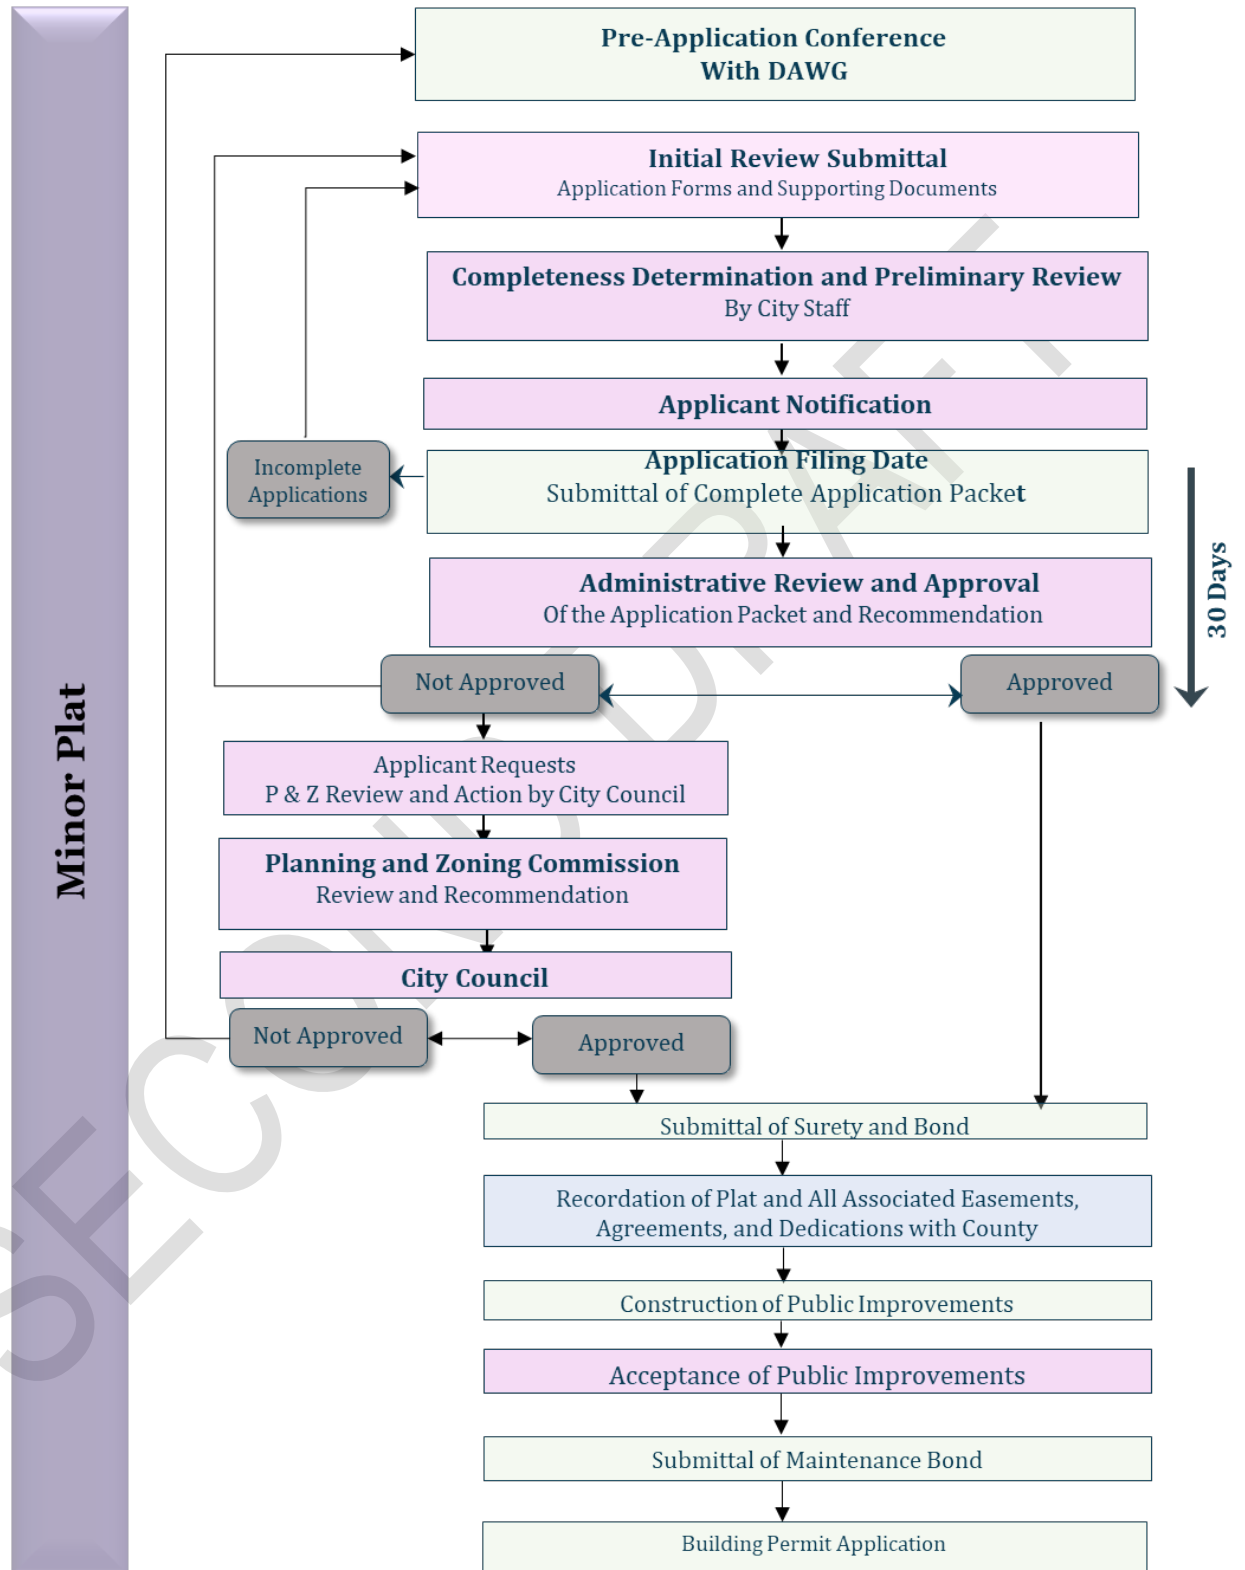 Pre-Application Conference
With DAWG
Initial Review Submittal
Application Forms and Supporting Documents
Completeness Determination and Preliminary Review
By City Staff
Applicant Notification
Incomplete
Applications
Application Filing Date
Submittal of Complete Application Packet
30 Days
Administrative Review and Approval
Of the Application Packet and Recommendation
Not Approved
Approved
Minor Plat
Applicant Requests
P & Z Review and Action by City Council
Planning and Zoning Commission
Review and Recommendation
City Council
Not Approved
Approved
Submittal of Surety and Bond
Recordation of Plat and All Associated Easements,
Agreements, and Dedications with County
Construction of Public Improvements
Acceptance of Public Improvements
Submittal of Maintenance Bond
Building Permit Application
SECOND DRAFT